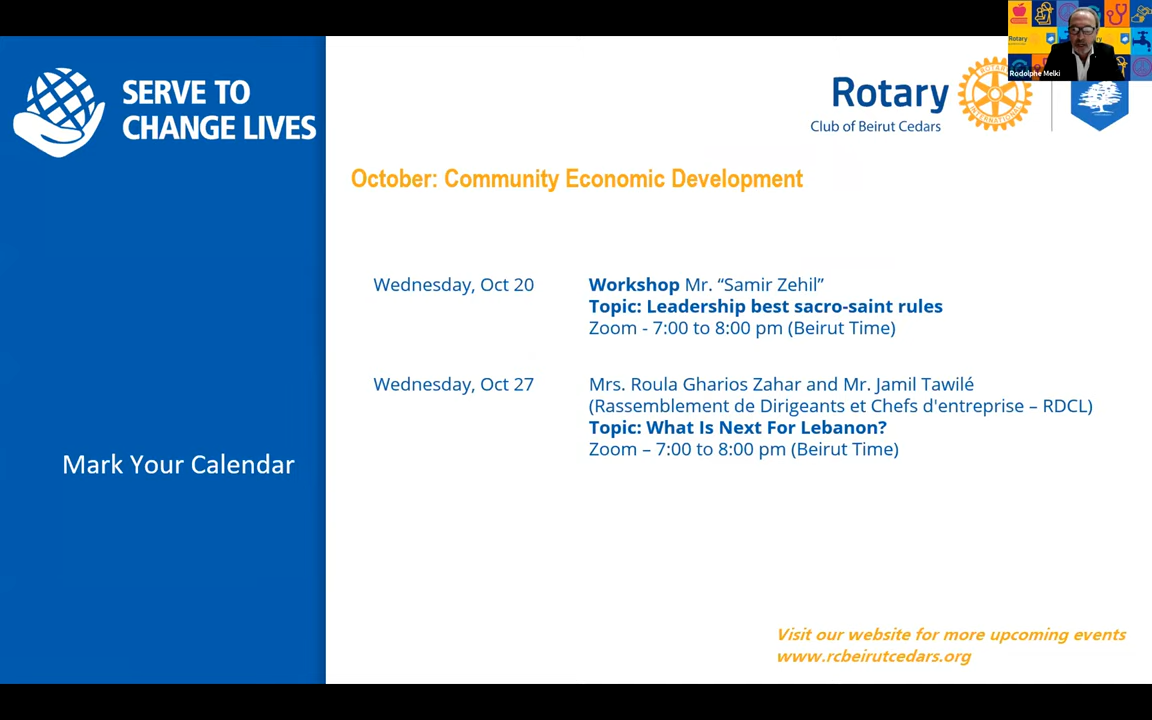 SERVE TO
CHANGE LIVES
Rotary
Club of Beirut Cedars
ROTARY
INTERNATIONAL
Rotary
Rodolphe Melki
October: Community Economic Development
Wednesday, Oct 20
Workshop Mr. “Samir Zehil”
Topic: Leadership best sacro-saint rules
Zoom - 7:00 to 8:00 pm (Beirut Time)
Wednesday, Oct 27
Mrs. Roula Gharios Zahar and Mr. Jamil Tawilé
(Rassemblement de Dirigeants et Chefs d'entreprise – RDCL)
Topic: What Is Next For Lebanon?
Zoom – 7:00 to 8:00 pm (Beirut Time)
Mark Your Calendar
Visit our website for more upcoming events
www.rcbeirutcedars.org